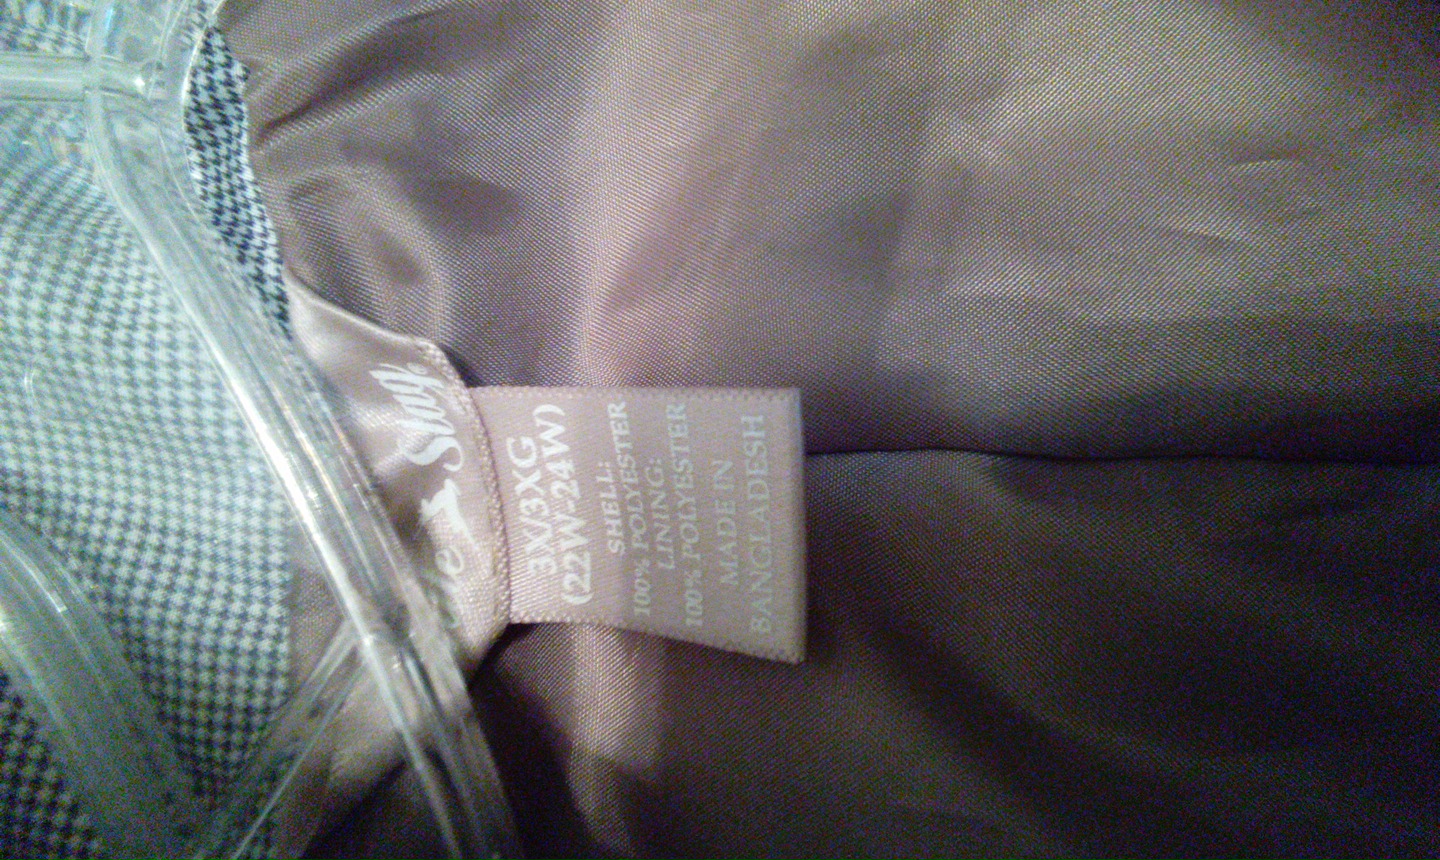 3X/3XG
(22W-24W)
SHELL:
100% POLYESTER
LINING:
100% POLYESTER
MADE IN
BANGLADESH